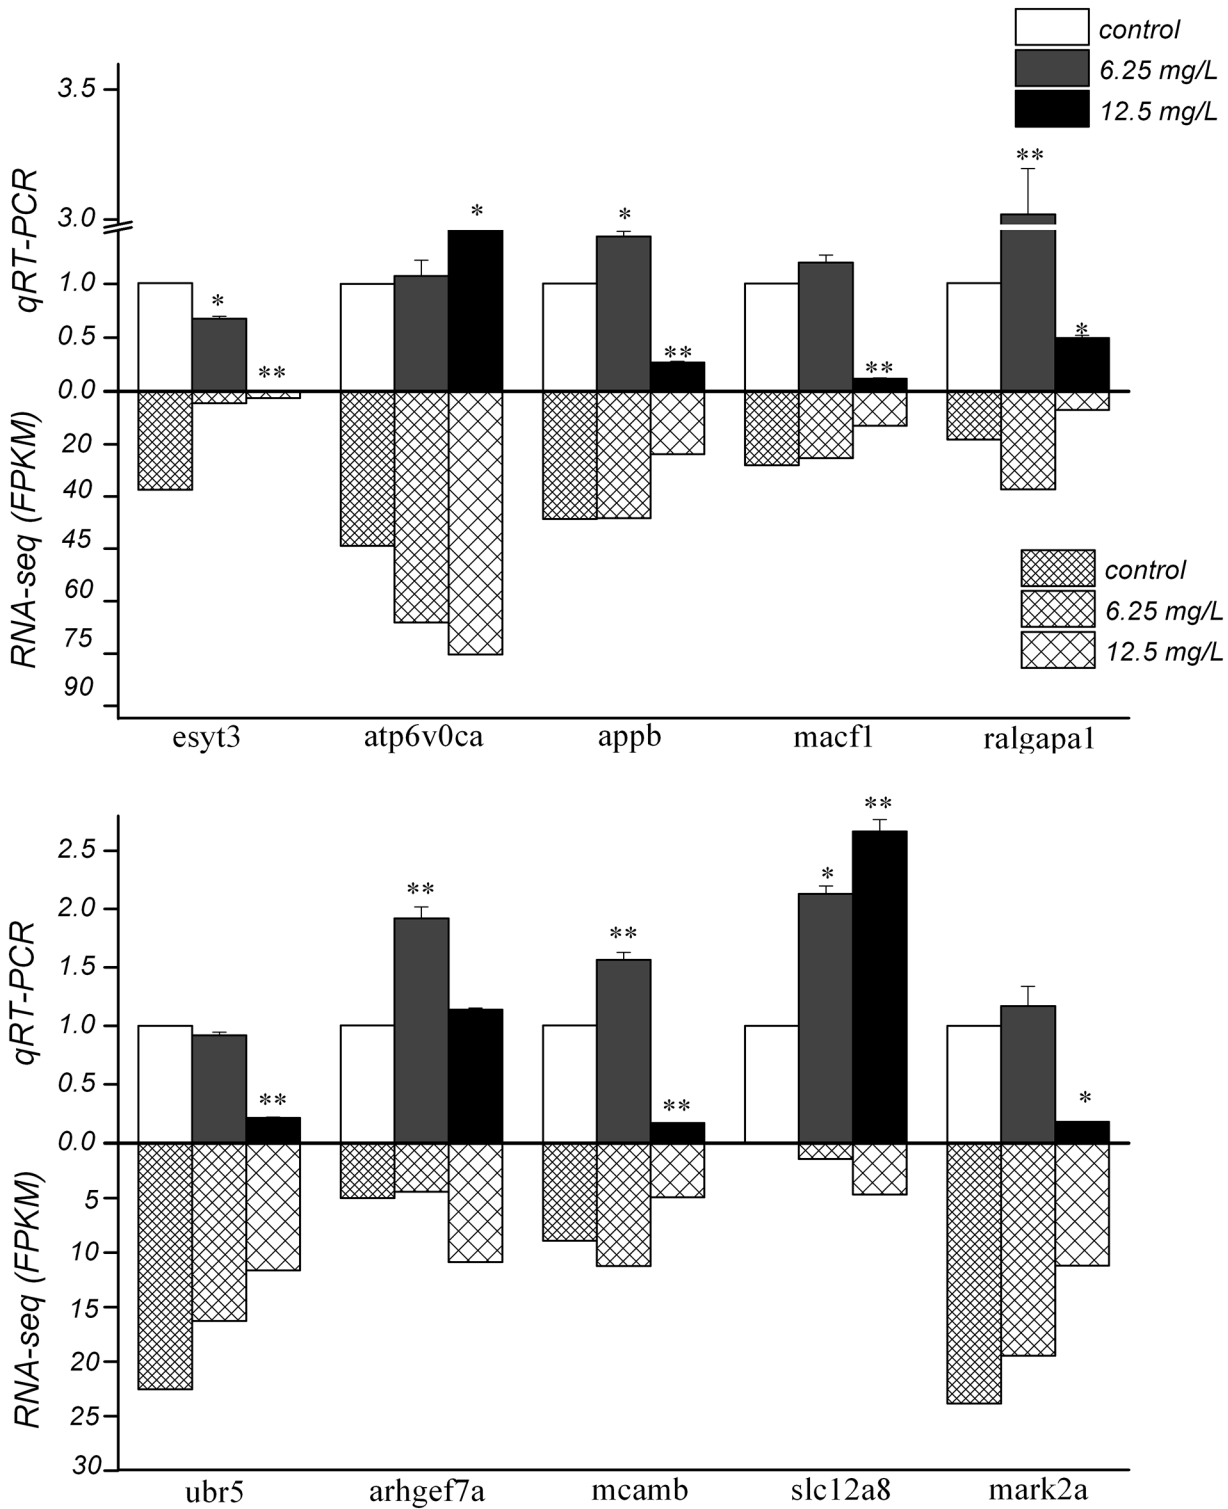 control
6.25 mg/L
12.5 mg/L
qRT-PCR
3.5
3.0
1.0
0.5
0.0
* ** * * ** ** ** *
RNA-seq (FPKM)
20
40
45
60
75
90
control
6.25 mg/L
12.5 mg/L
esyt3 atp6v0ca appb macf1 ralgapa1
qRT-PCR
2.5
2.0
1.5
1.0
0.5
0.0
** ** ** ** * ** *
RNA-seq (FPKM)
5
10
15
20
25
30
ubr5 arhgef7a mcamb slc12a8 mark2a